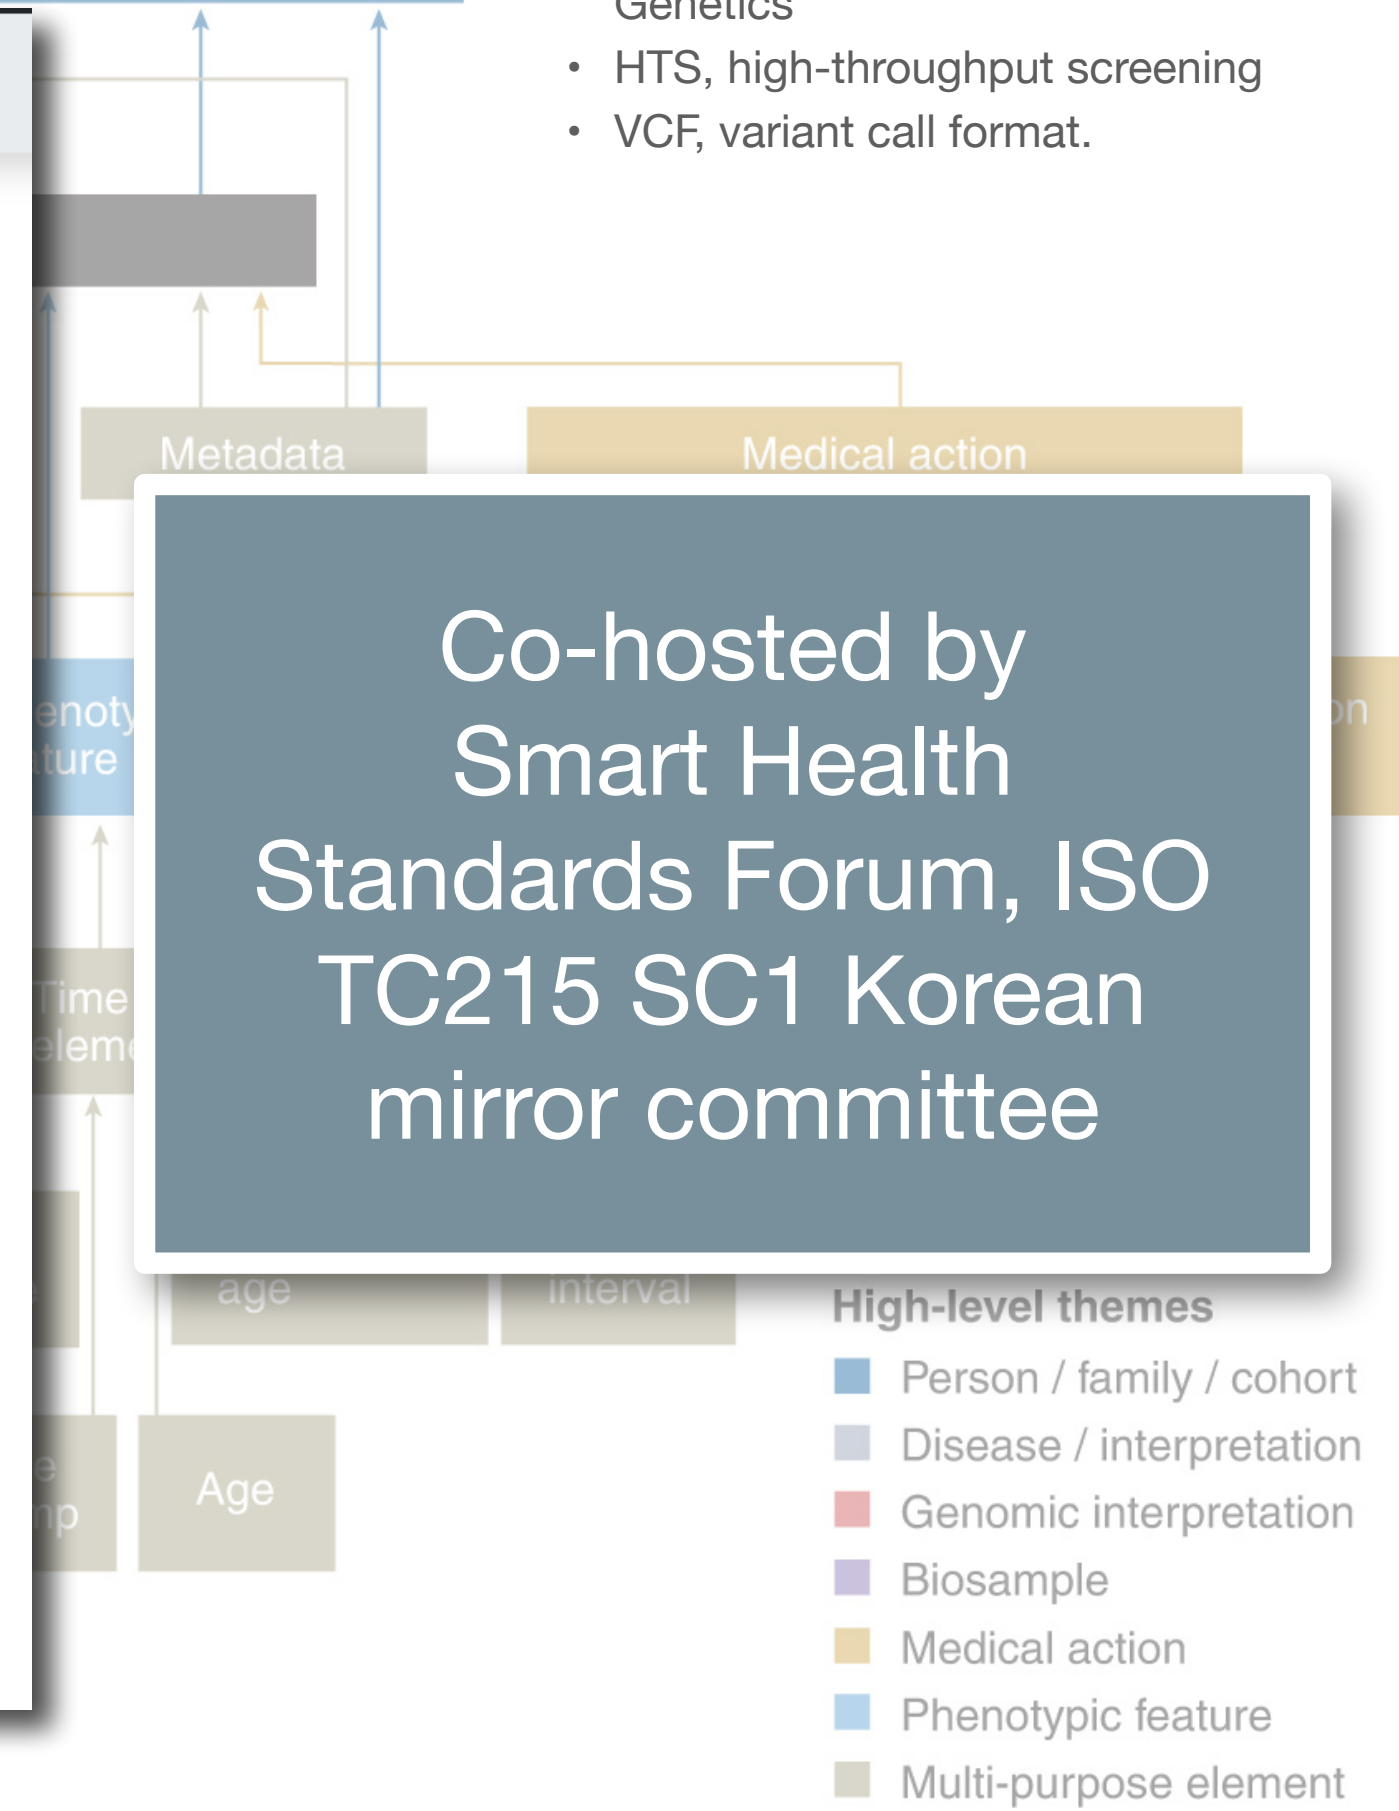 Genetics
• HTS, high-throughput screening
• VCF, variant call format.
Metadata
Medical action
Co-hosted by
Smart Health
Standards Forum, ISO
TC215 SC1 Korean
mirror committee
Time
age
interval
Age
High-level themes
Person / family / cohort
Disease / interpretation
Genomic interpretation
Biosample
Medical action
Phenotypic feature
Multi-purpose element